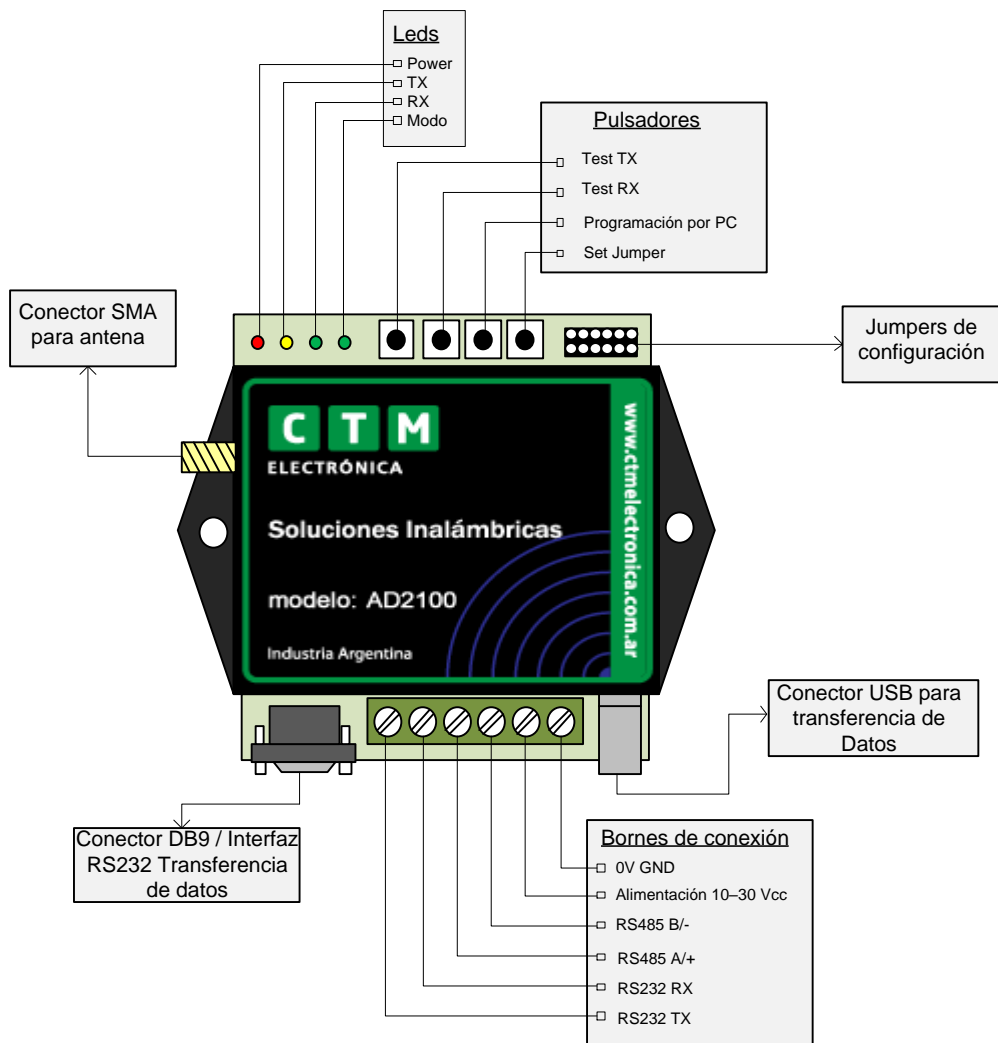 Leds
Power
TX
RX
Modo
Pulsadores
Test TX
Test RX
Programación por PC
Set Jumper
Conector SMA
para antena
Jumpers de
configuración
C T M
ELECTRÓNICA
Soluciones Inalámbricas
modelo: AD2100
Industria Argentina
www.ctmelectronica.com.ar
Conector USB para
transferencia de
Datos
Conector DB9 / Interfaz
RS232 Transferencia
de datos
Bornes de conexión
0V GND
Alimentación 10–30 Vcc
RS485 B/-
RS485 A/+
RS232 RX
RS232 TX